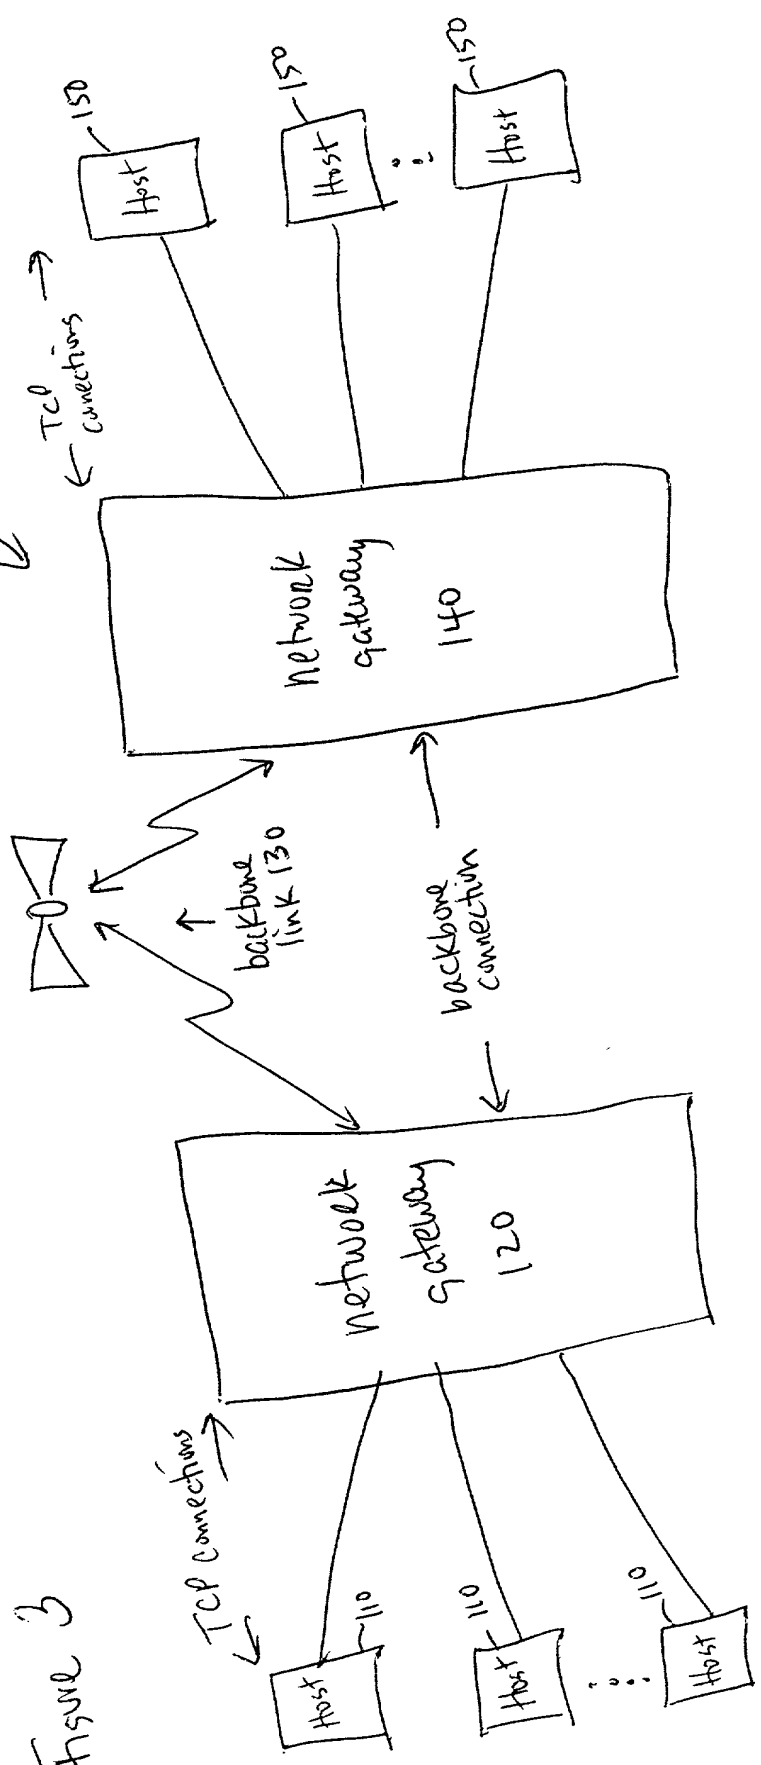 Figure 3
TCP connections
Host
110
Host
110
Host
110
network
gateway
120
backbone
link 130
backbone
connection
network
gateway
140
TCP
connections
Host
150
Host
150
Host
150